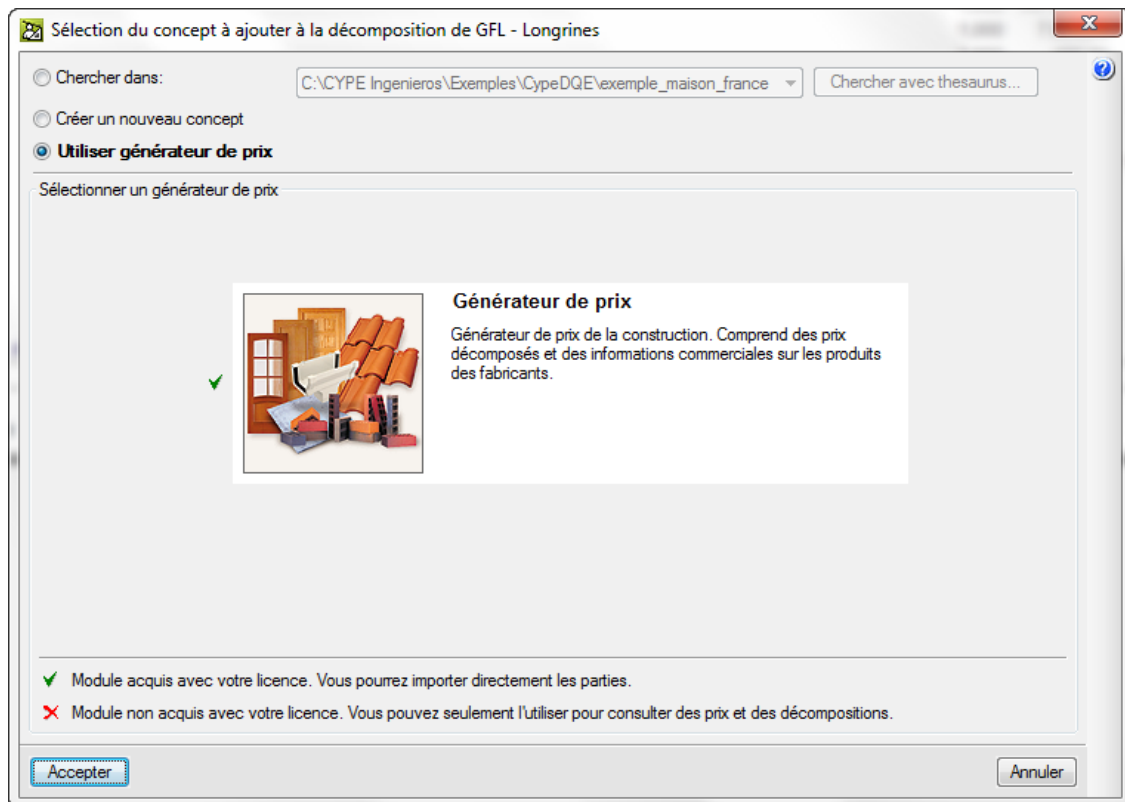 Sélection du concept à ajouter à la décomposition de GFL - Longrines
Chercher dans:
C:\CYPE Ingenieros\Exemples\CypeDQE\exemple_maison_france
Chercher avec thesaurus...
Créer un nouveau concept
Utiliser générateur de prix
Sélectionner un générateur de prix
Générateur de prix
Générateur de prix de la construction. Comprend des prix
décomposés et des informations commerciales sur les produits
des fabricants.
Module acquis avec votre licence. Vous pourrez importer directement les parties.
Module non acquis avec votre licence. Vous pouvez seulement l'utiliser pour consulter des prix et des décompositions.
Accepter
Annuler